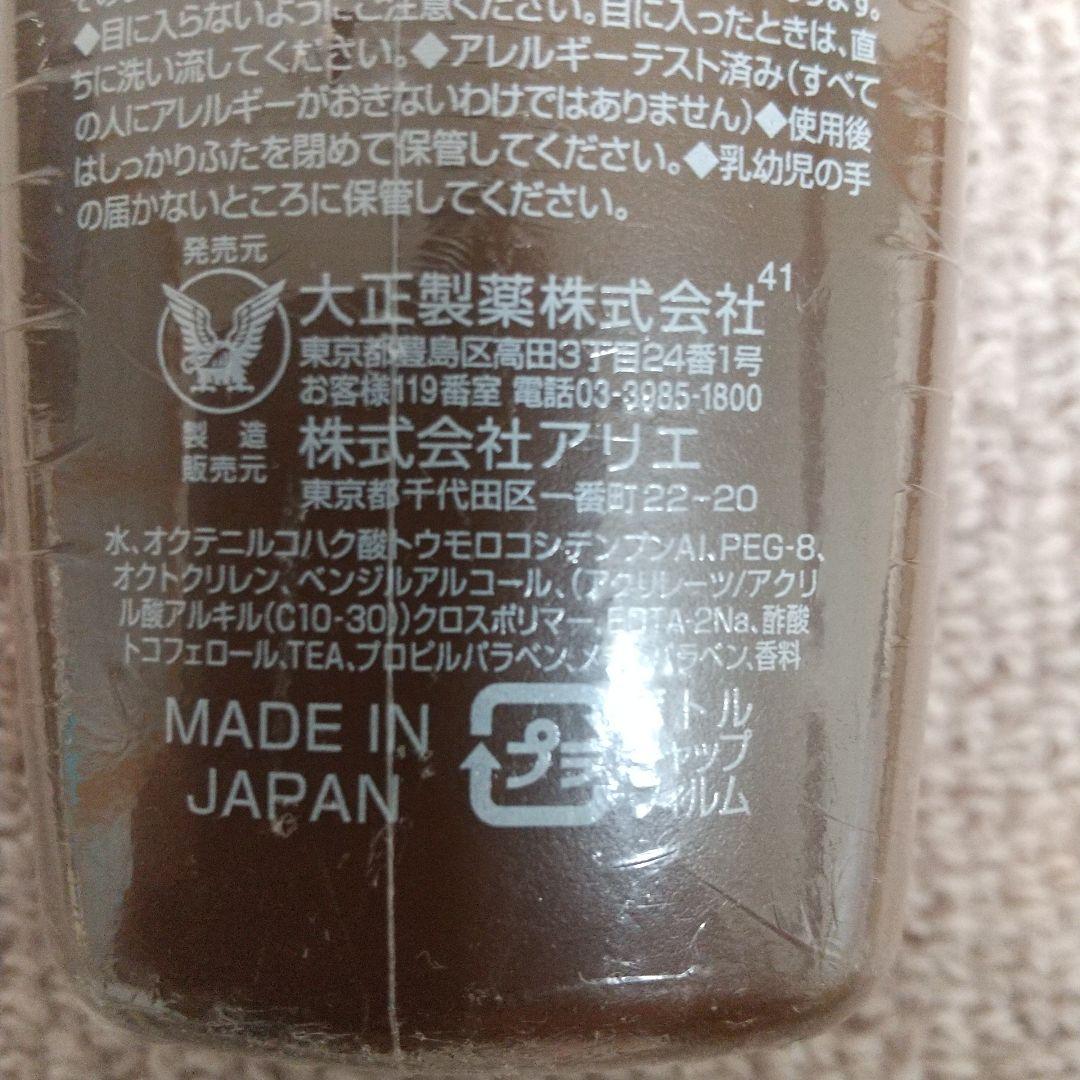 ◆目に入らないようにご注意ください。目に入ったときは、直
ちに洗い流してください。◆アレルギーテスト済み(すべて
の人にアレルギーがおきないわけではありません)◆使用後
はしっかりふたを閉めて保管してください。◆乳幼児の手
の届かないところに保管してください。
発売元
大正製薬株式会社41
東京都豊島区高田3丁目24番1号
お客様119番室 電話03-3985-1800
製造
販売元
株式会社アリエ
東京都千代田区一番町22-20
水、オクテニルコハク酸トウモロコシデンプンAl、PEG-8、
オクトクリレン、ベンジルアルコール、(アクリレーツ/アクリ
ル酸アルキル(C10-30))クロスポリマー、EDTA-2Na、酢酸
トコフェロール、TEA、プロピルパラベン、メチルパラベン、香料
MADE IN
JAPAN
プラ
ボトル
キャップ
フィルム